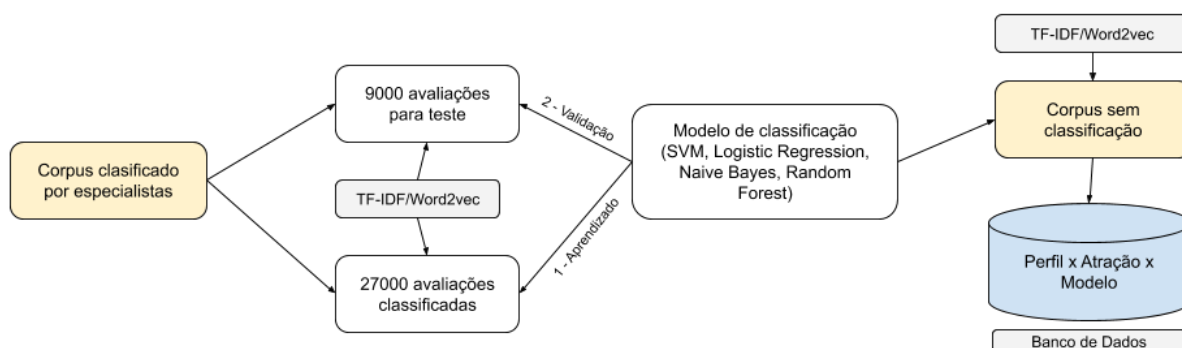 Corpus clasificado
por especialistas
9000 avaliações
para teste
TF-IDF/Word2vec
27000 avaliações
classificadas
2 - Validação
1 - Aprendizado
Modelo de classificação
(SVM, Logistic Regression,
Naive Bayes, Random
Forest)
TF-IDF/Word2vec
Corpus sem
classificação
Perfil x Atração x
Modelo
Banco de Dados